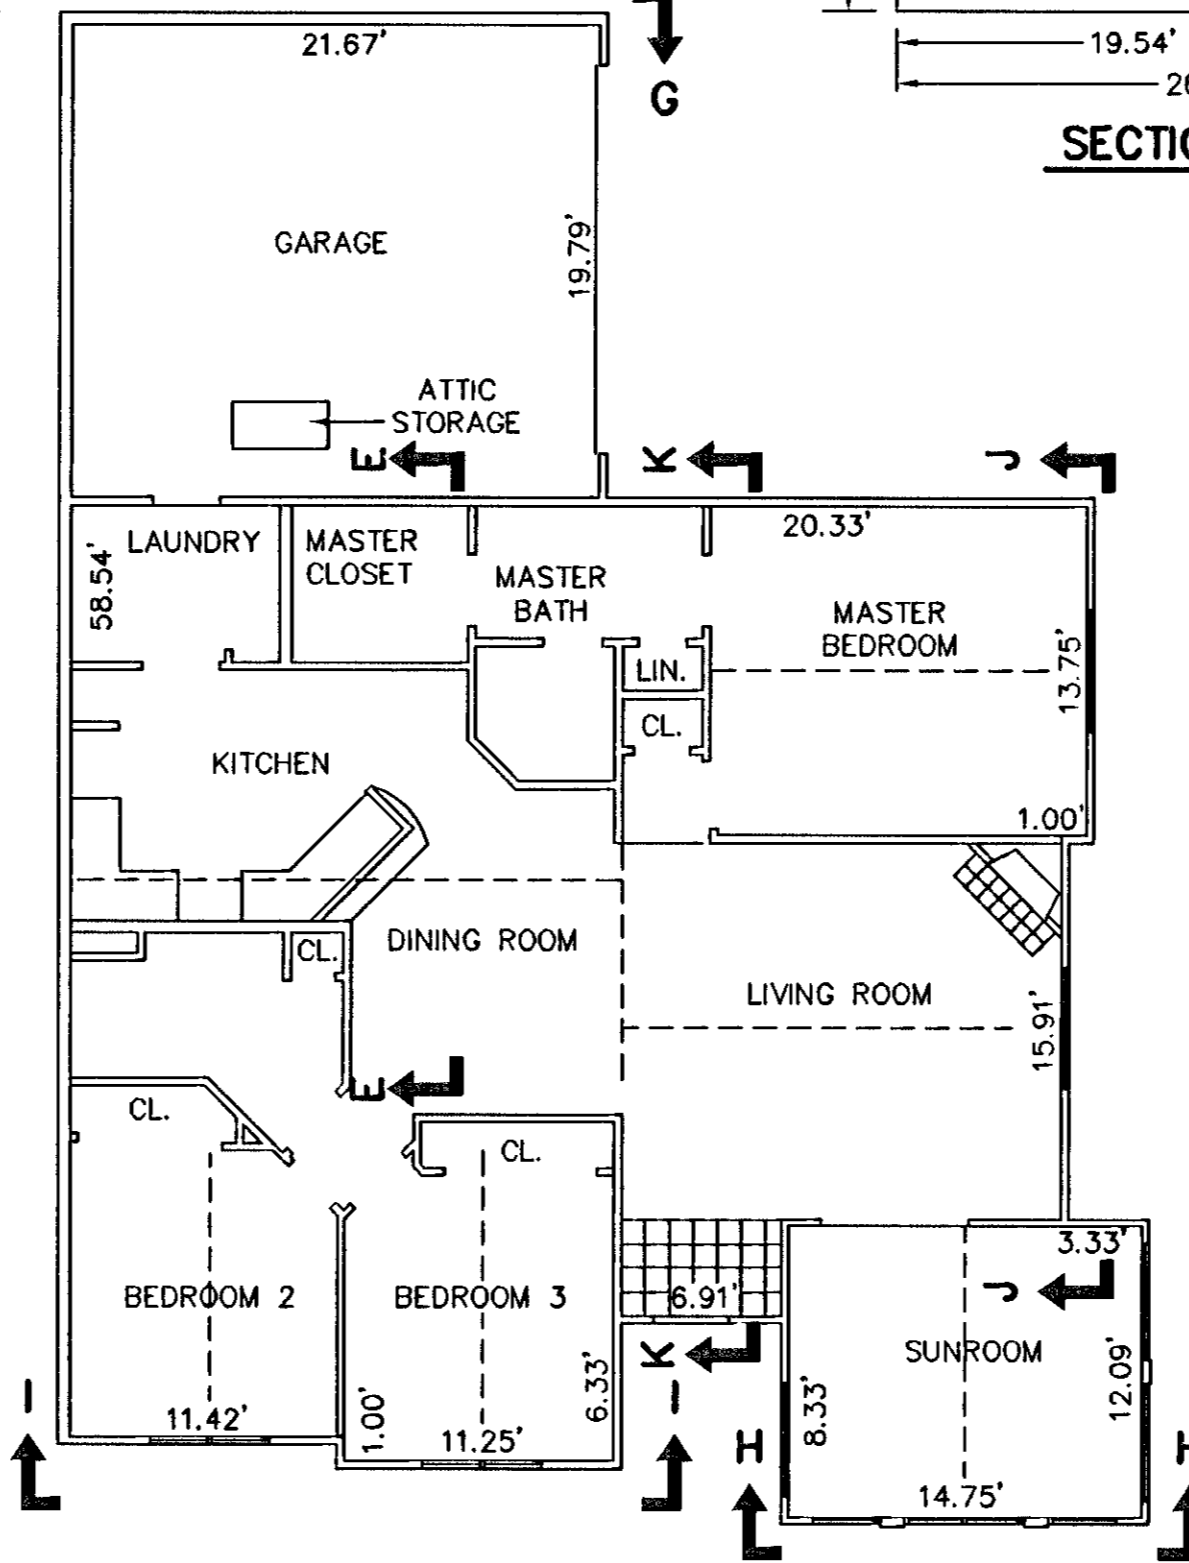 21.67'
G
19.54'
SECTIO
GARAGE
19.79'
ATTIC
STORAGE
E
K
J
LAUNDRY
MASTER
CLOSET
58.54'
MASTER
BATH
20.33'
MASTER
BEDROOM
13.75'
LIN.
CL.
KITCHEN
1.00'
CL.
DINING ROOM
LIVING ROOM
15.91'
E
CL.
CL.
BEDROOM 2
BEDROOM 3
6.91'
3.33'
J
K
SUNROOM
12.09'
8.33'
6.33'
1.00'
11.42'
11.25'
I
I
H
14.75'